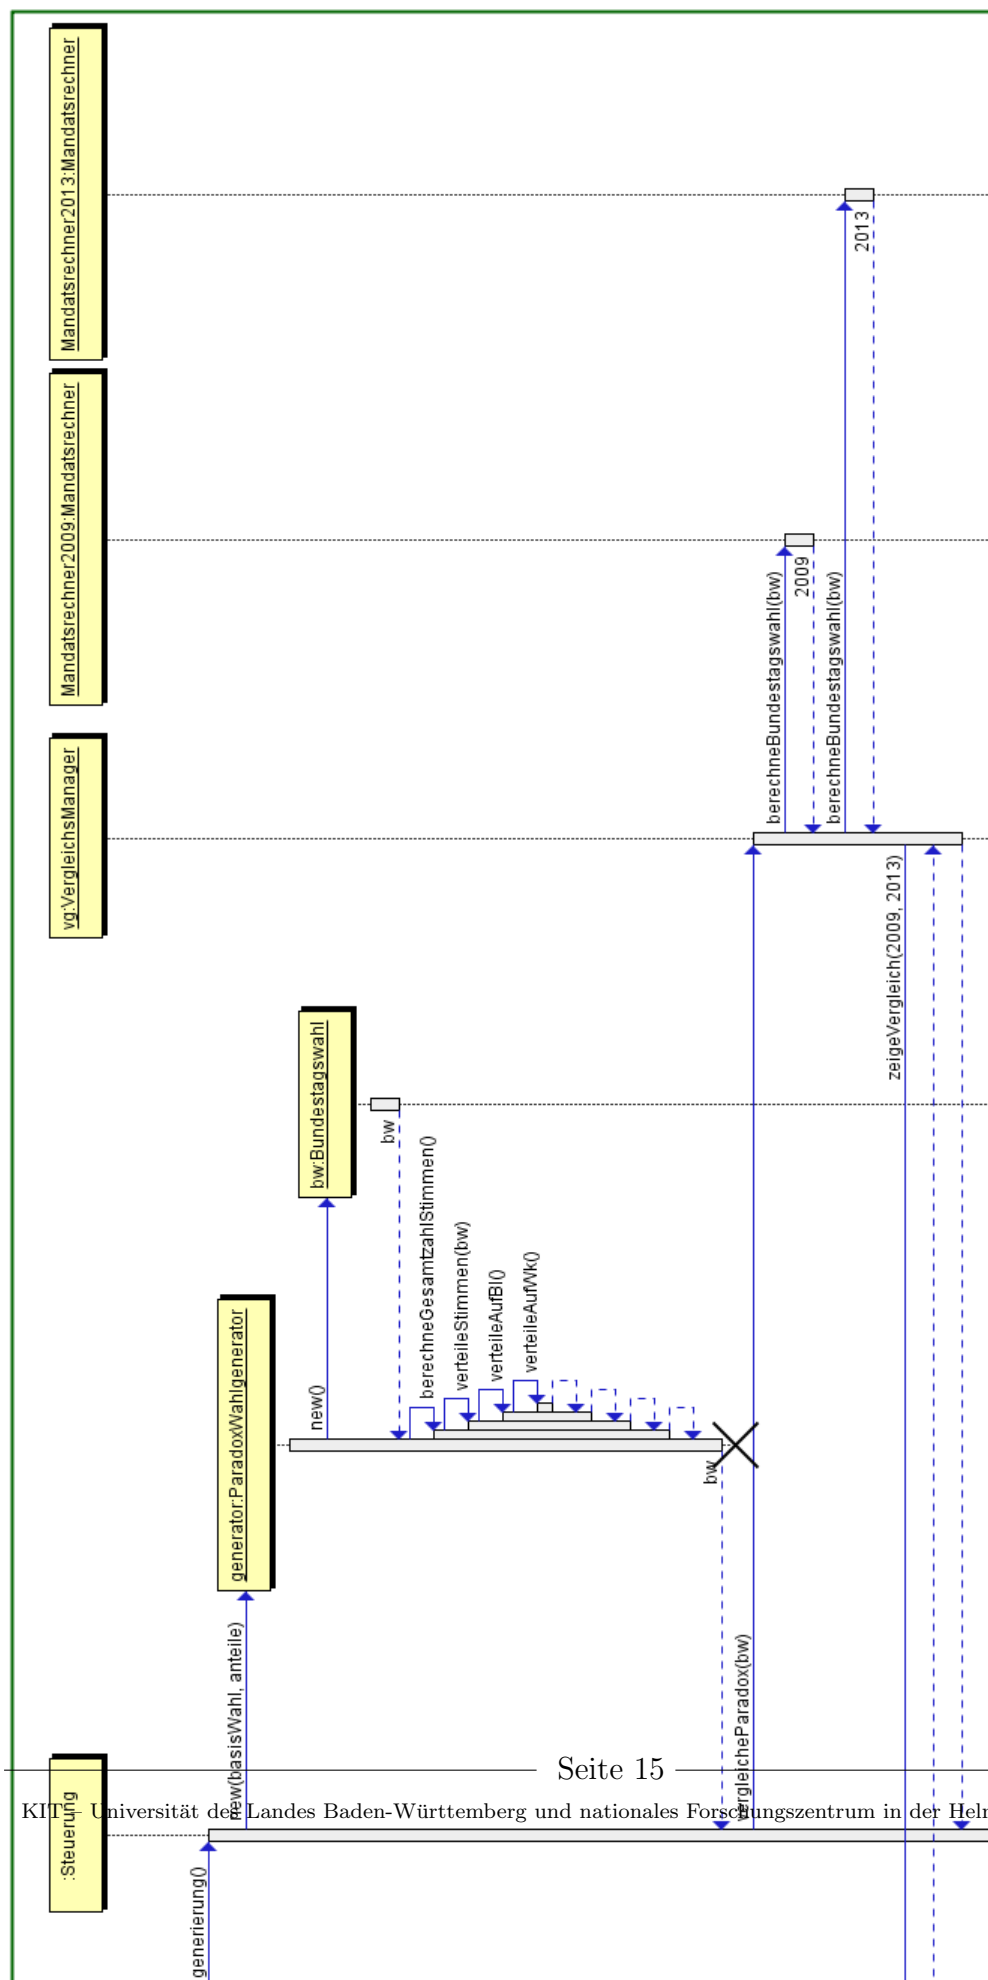 Mandatsrechner2013:Mandatsrechner
Mandatsrechner2009:Mandatsrechner
vg:VergleichsManager
:Steuerung
generierung()
new(basisWahl, anteile)
generator:ParadoxWahlgenerator
new()
bw:Bundestagswahl
bw
berechneGesamtzahlStimmen()
verteileStimmen(bw)
verteileAufBl()
verteileAufWk()
bw
vergleicheParadox(bw)
berechneBundestagswahl(bw)
2009
berechneBundestagswahl(bw)
2013
zeigeVergleich(2009, 2013)
Seite 15
KIT – Universität des Landes Baden-Württemberg und nationales Forschungszentrum in der